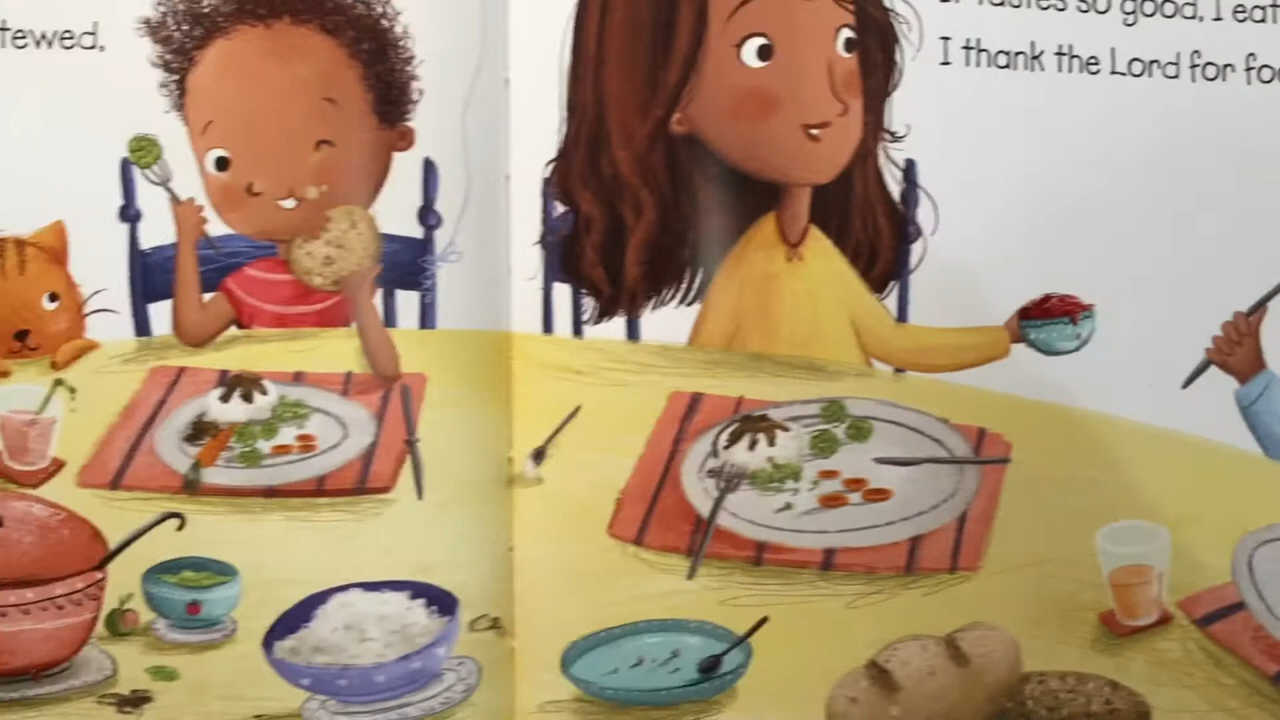 tewed,
tastes so good, I eat
I thank the Lord for